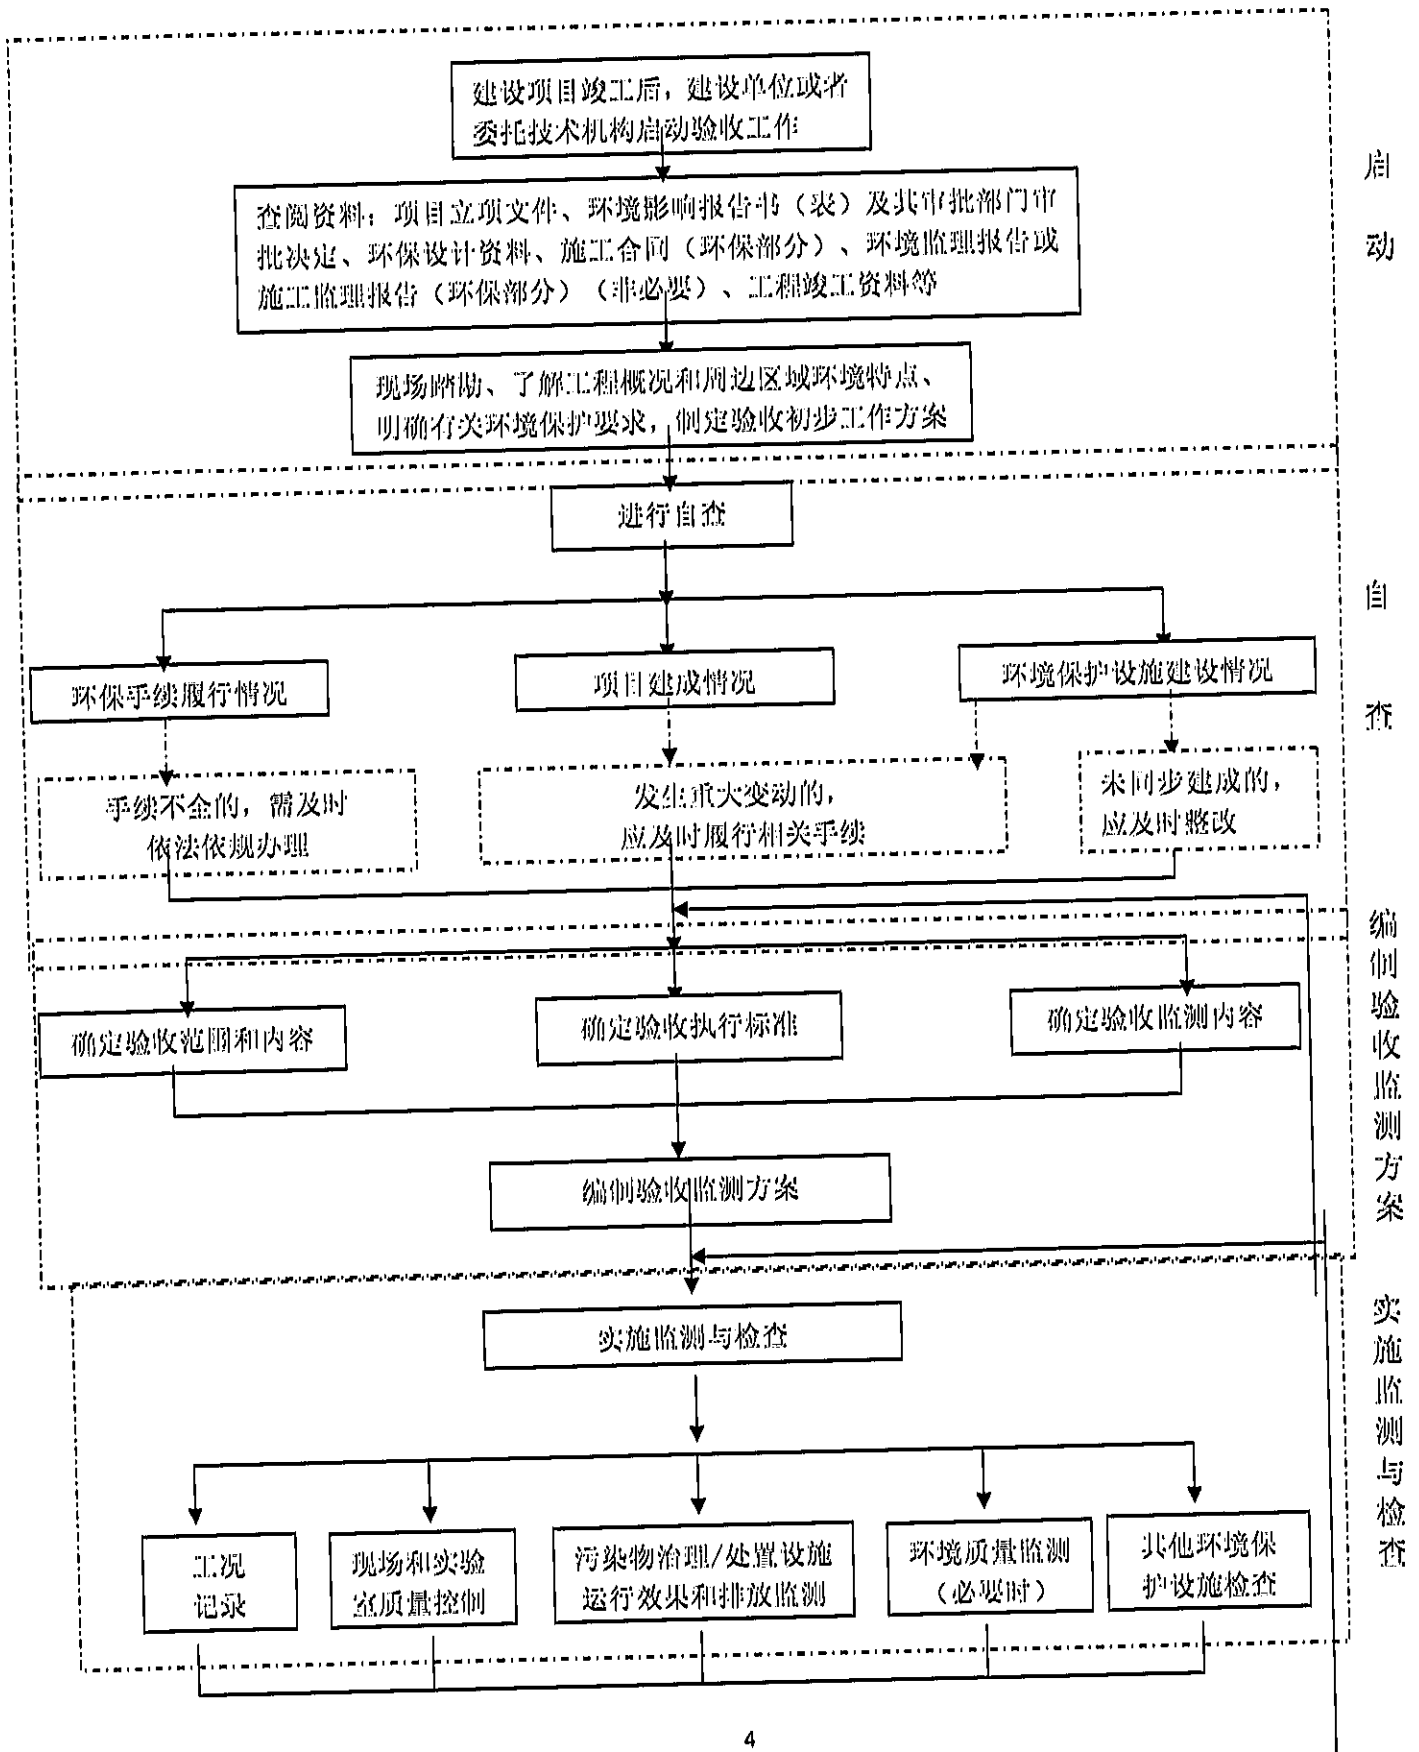 建设项目竣工后，建设单位或者
委托技术机构启动验收工作
查阅资料：项目立项文件、环境影响报告书（表）及其审批部门审
批决定、环保设计资料、施工合同（环保部分）、环境监理报告或
施工监理报告（环保部分）（非必要）、工程竣工资料等
现场踏勘、了解工程概况和周边区域环境特点、
明确有关环境保护要求，制定验收初步工作方案
启动
进行自查
环保手续履行情况
项目建成情况
环境保护设施建设情况
手续不全的，需及时
依法依规办理
发生重大变动的，
应及时履行相关手续
未同步建成的，
应及时整改
自查
确定验收范围和内容
确定验收执行标准
确定验收监测内容
编制验收监测方案
编制验收监测方案
实施监测与检查
工况
记录
现场和实验
室质量控制
污染物治理/处置设施
运行效果和排放监测
环境质量监测
（必要时）
其他环境保
护设施检查
实施监测与检查
4